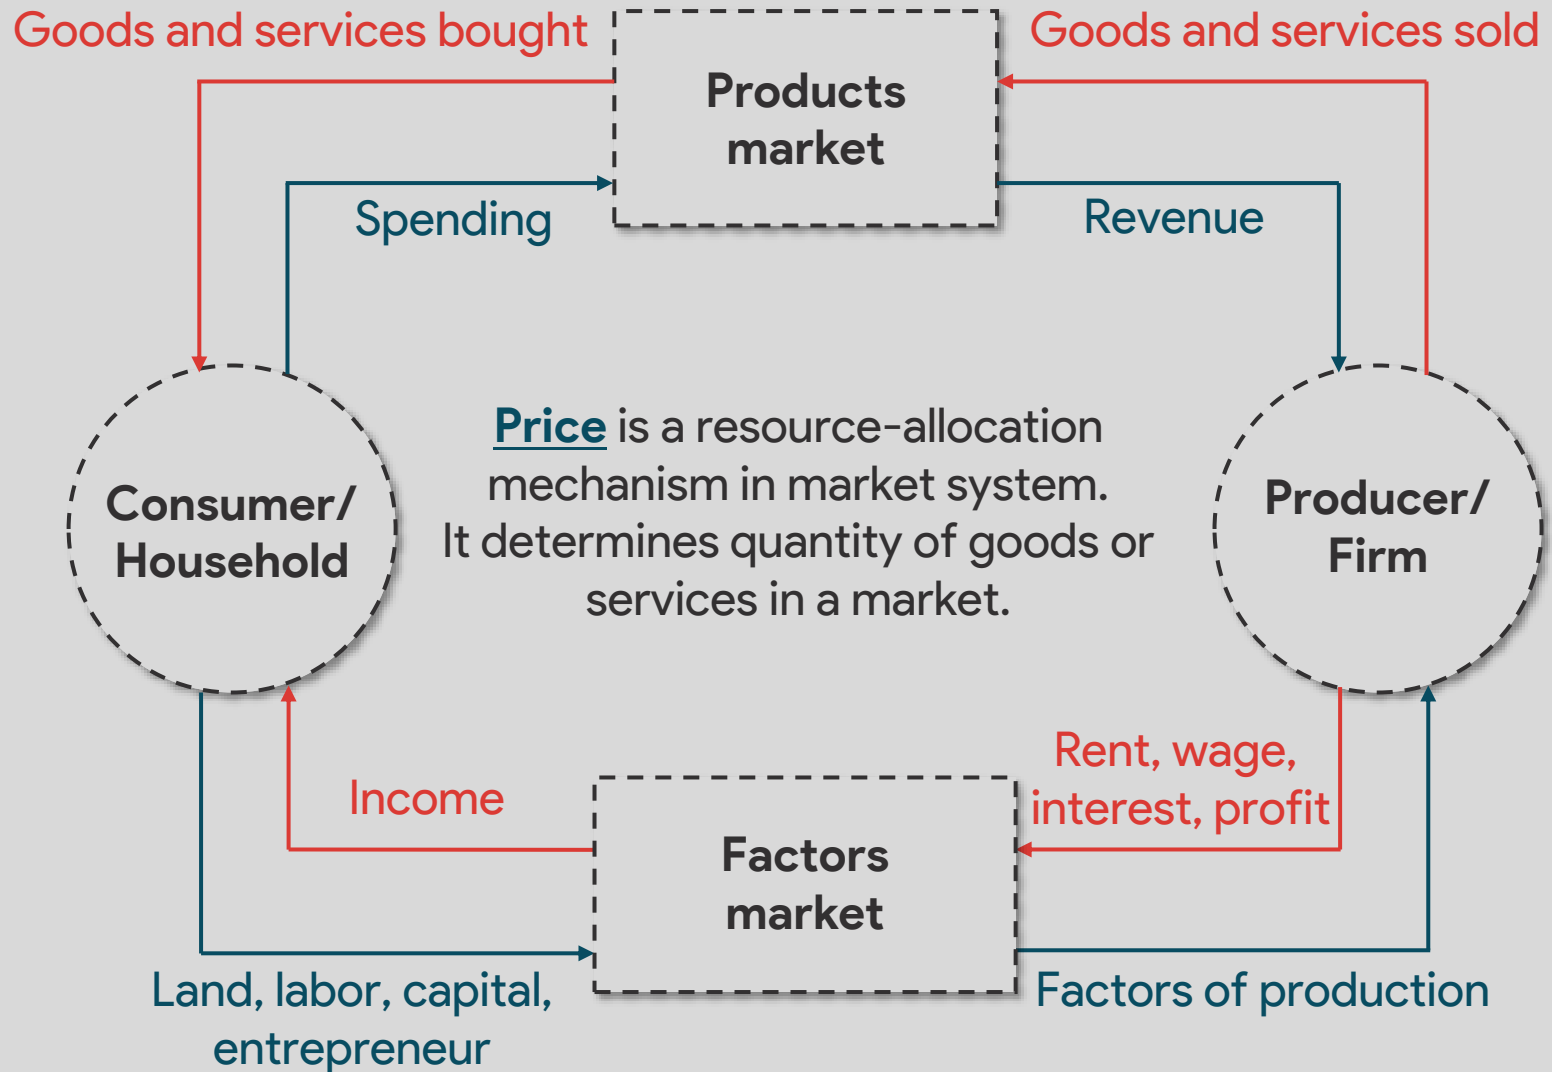 Goods and services bought
Goods and services sold
Products
market
Spending
Revenue
Price is a resource-allocation
mechanism in market system.
It determines quantity of goods or
services in a market.
Consumer/
Household
Producer/
Firm
Income
Rent, wage,
interest, profit
Factors
market
Land, labor, capital,
entrepreneur
Factors of production